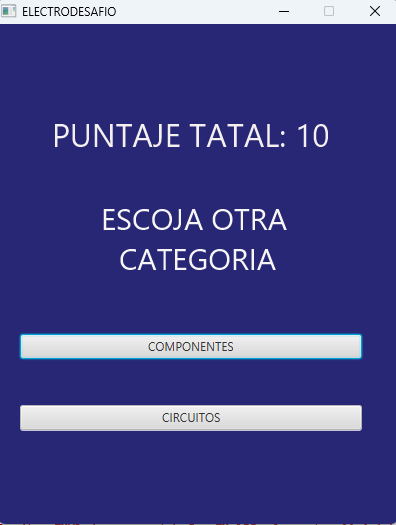 ELECTRODESAFIO
PUNTAJE TATAL: 10
ESCOJA OTRA
CATEGORIA
COMPONENTES
CIRCUITOS